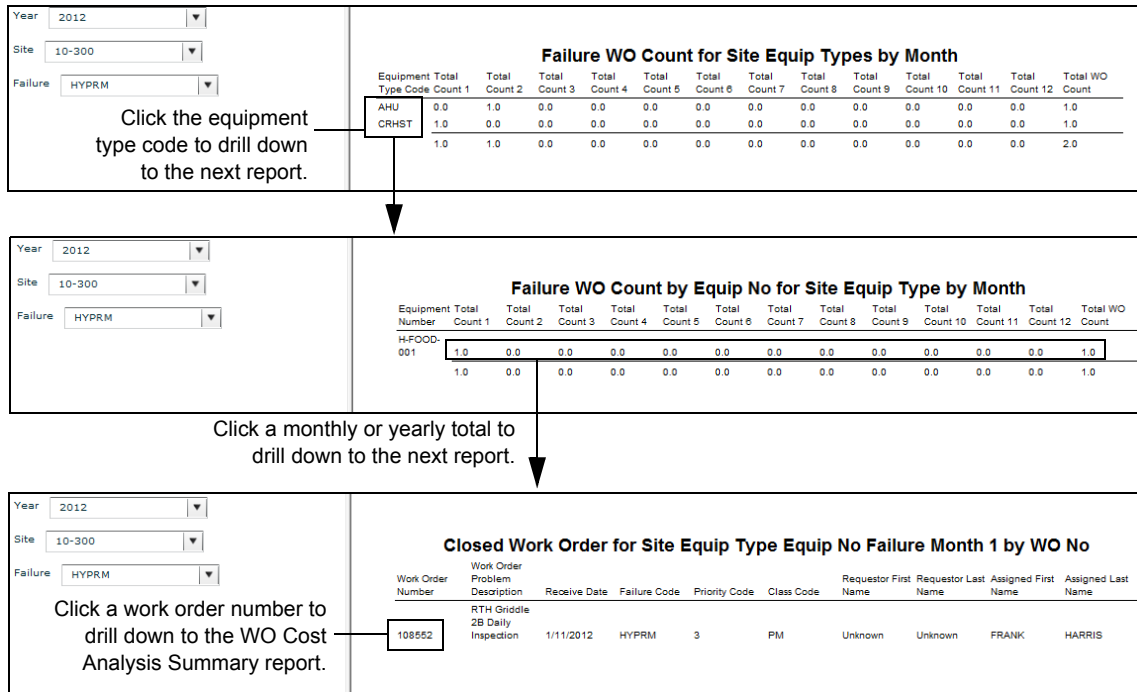 Year 2012
Site 10-300
Failure HYPRM
Click the equipment
type code to drill down
to the next report.
Failure WO Count for Site Equip Types by Month
Equipment Total Total Total Total Total Total Total Total Total Total Total Total WO
Type Code Count 1 Count 2 Count 3 Count 4 Count 5 Count 6 Count 7 Count 8 Count 9 Count 10 Count 11 Count 12 Count
AHU 0.0 1.0 0.0 0.0 0.0 0.0 0.0 0.0 0.0 0.0 0.0 0.0 1.0
CRHST 1.0 0.0 0.0 0.0 0.0 0.0 0.0 0.0 0.0 0.0 0.0 0.0 1.0
1.0 1.0 0.0 0.0 0.0 0.0 0.0 0.0 0.0 0.0 0.0 0.0 2.0
Year 2012
Site 10-300
Failure HYPRM
Failure WO Count by Equip No for Site Equip Type by Month
Equipment Total Total Total Total Total Total Total Total Total Total Total Total Total WO
Number Count 1 Count 2 Count 3 Count 4 Count 5 Count 6 Count 7 Count 8 Count 9 Count 10 Count 11 Count 12 Count
H-FOOD-
001 1.0 0.0 0.0 0.0 0.0 0.0 0.0 0.0 0.0 0.0 0.0 0.0 1.0
1.0 0.0 0.0 0.0 0.0 0.0 0.0 0.0 0.0 0.0 0.0 0.0 1.0
Click a monthly or yearly total to
drill down to the next report.
Year 2012
Site 10-300
Failure HYPRM
Click a work order number to
drill down to the WO Cost
Analysis Summary report.
Closed Work Order for Site Equip Type Equip No Failure Month 1 by WO No
Work Order
Work Order Problem Requestor First Requestor Last Assigned First Assigned Last
Number Description Receive Date Failure Code Priority Code Class Code Name Name Name Name
RTH Griddle
2B Daily
108552 Inspection 1/11/2012 HYPRM 3 PM Unknown Unknown FRANK HARRIS